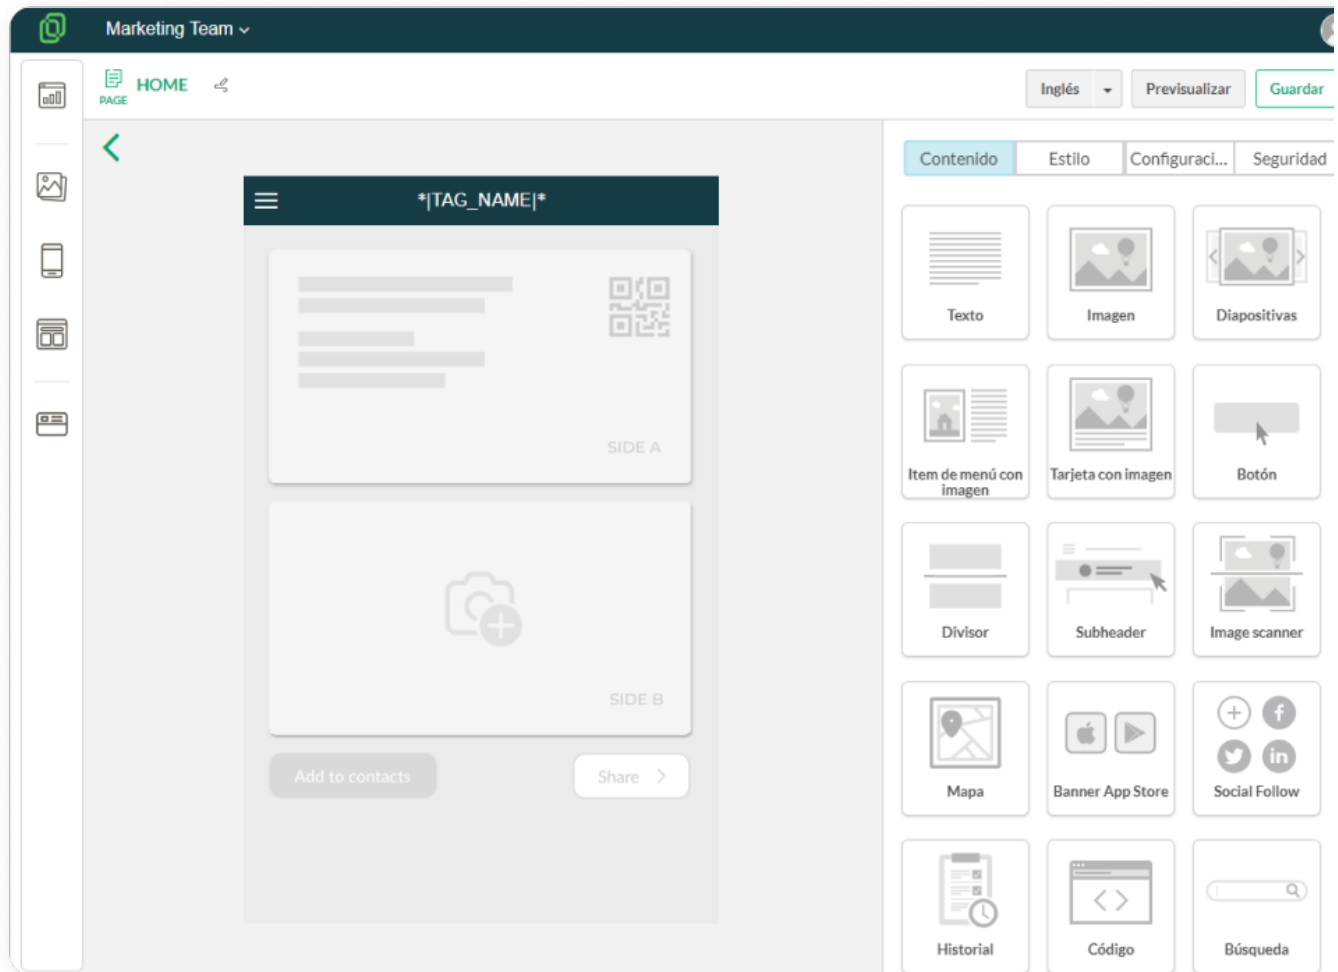 Marketing Team
PAGE
HOME
Inglés
Previsualizar
Guardar
Contenido
Estilo
Configuraci...
Seguridad
*|TAG_NAME|*
SIDE A
SIDE B
Add to contacts
Share
Texto
Imagen
Diapositivas
Item de menú con
imagen
Tarjeta con imagen
Botón
Divisor
Subheader
Image scanner
Mapa
Banner App Store
Social Follow
Historial
Código
Búsqueda